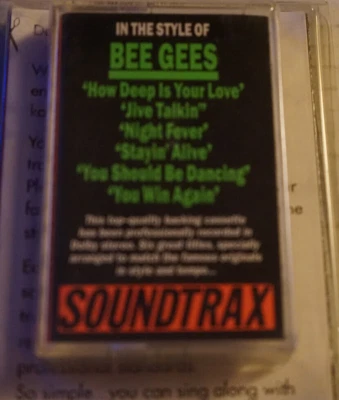 IN THE STYLE OF
BEE GEES
'How Deep Is Your Love'
'Jive Talkin''
'Night Fever'
'Stayin' Alive'
'You Should Be Dancing'
'You Win Again'
This top-quality backing cassette
has been professionally recorded in
Dolby stereo. Six great titles, specially
arranged to match the famous originals
in style and tempo...
SOUNDTRAX
professional standards.
So simple...you can sing along with